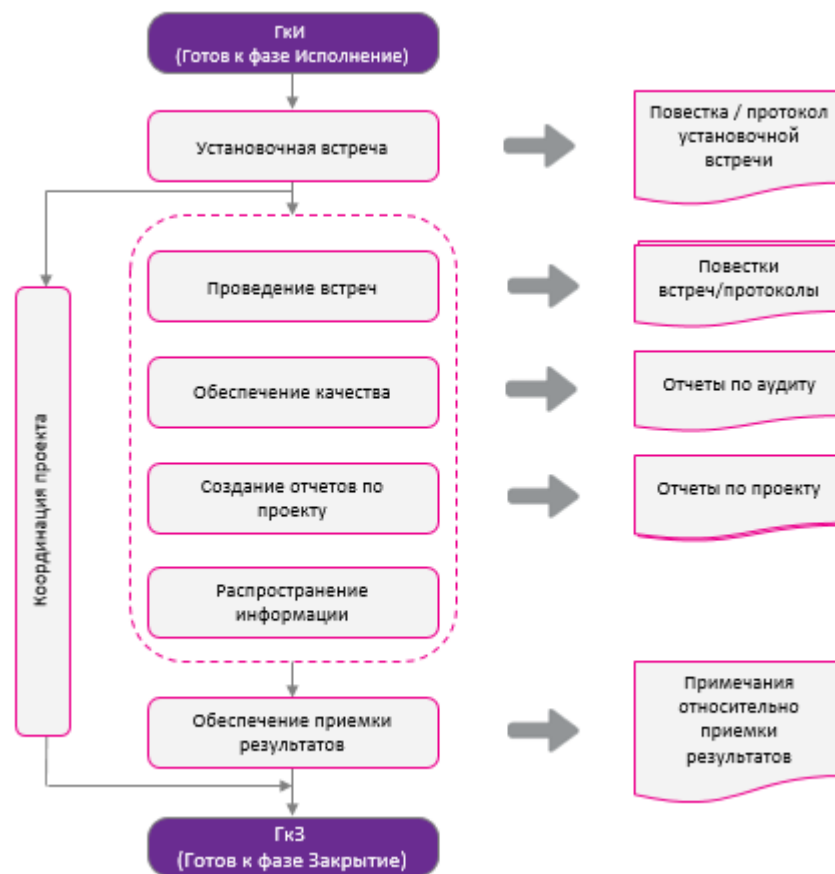 ГкИ
(Готов к фазе Исполнение)
Установочная встреча
Повестка / протокол
установочной
встречи
Проведение встреч
Повестки
встреч/протоколы
Обеспечение качества
Отчеты по аудиту
Создание отчетов по
проекту
Отчеты по проекту
Распространение
информации
Координация проекта
Обеспечение приемки
результатов
Примечания
относительно
приемки
результатов
ГкЗ
(Готов к фазе Закрытие)